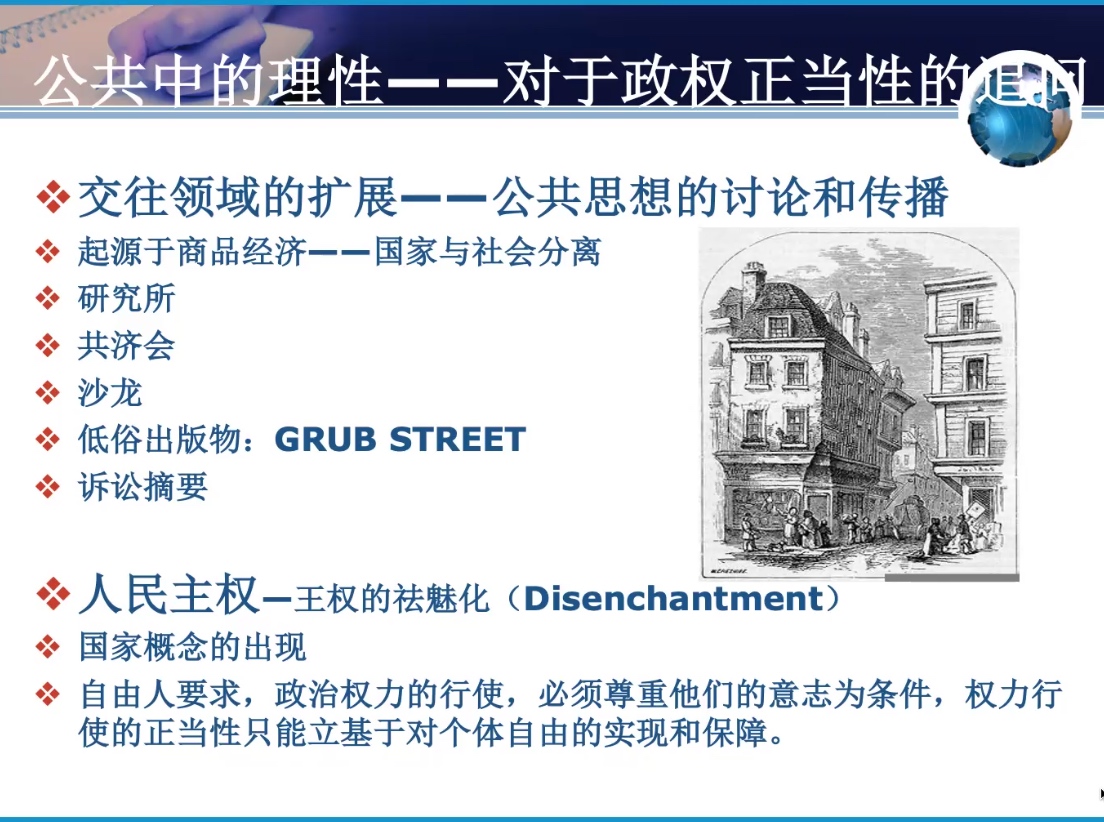 公共中的理性——对于政权正当性的追问
交往领域的扩展——公共思想的讨论和传播
起源于商品经济——国家与社会分离
研究所
共济会
沙龙
低俗出版物：GRUB STREET
诉讼摘要
人民主权—王权的祛魅化（Disenchantment）
国家概念的出现
自由人要求，政治权力的行使，必须尊重他们的意志为条件，权力行
使的正当性只能立基于对个体自由的实现和保障。